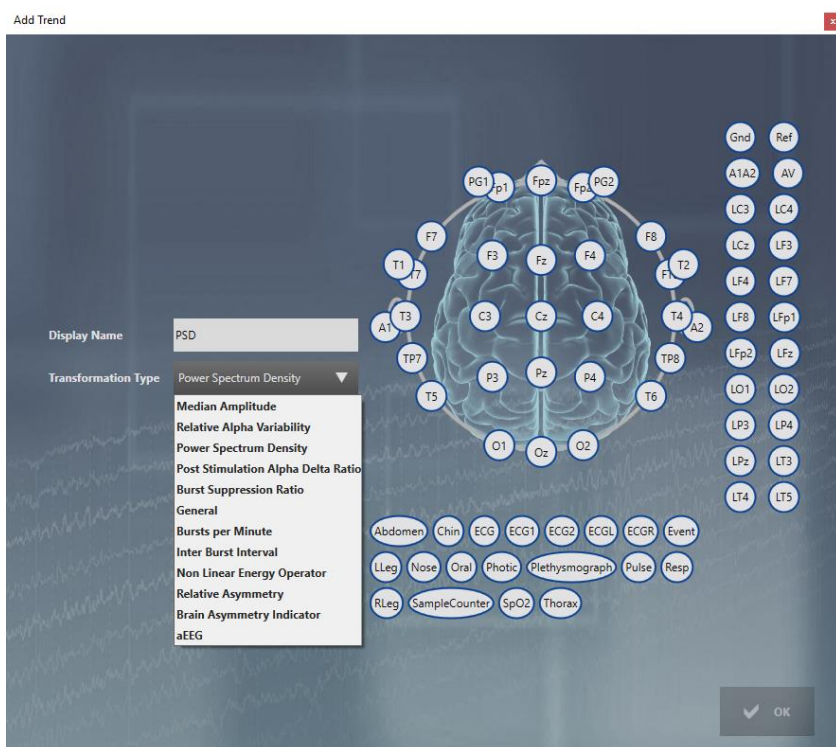 Add Trend
x
Gnd Ref
A1A2 AV
LC3 LC4
LCz LF3
LF4 LF7
LF8 LFp1
LFp2 LFz
LO1 LO2
LP3 LP4
LPz LT3
LT4 LT5
PG1 Fp1 Fpz PG2
F7 F8
F3 Fz F4
T1 T2
T3 C3 Cz C4 T4
A1 A2
TP7 TP8
P3 Pz P4
T5 T6
O1 Oz O2
Display Name PSD
Transformation Type Power Spectrum Density
Median Amplitude
Relative Alpha Variability
Power Spectrum Density
Post Stimulation Alpha Delta Ratio
Burst Suppression Ratio
General
Bursts per Minute
Inter Burst Interval
Non Linear Energy Operator
Relative Asymmetry
Brain Asymmetry Indicator
aEEG
Abdomen Chin ECG ECG1 ECG2 ECGL ECGR Event
LLeg Nose Oral Photic Plethysmograph Pulse Resp
RLeg SampleCounter SpO2 Thorax
OK